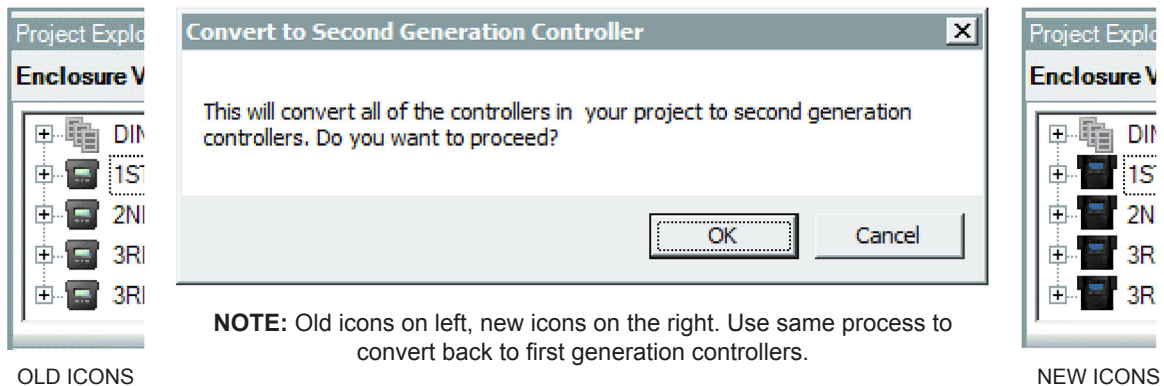 Project Explo
Enclosure V
DIN
1ST
2NI
3RI
3RI
OLD ICONS
Convert to Second Generation Controller
This will convert all of the controllers in your project to second generation
controllers. Do you want to proceed?
OK
Cancel
NOTE: Old icons on left, new icons on the right. Use same process to
convert back to first generation controllers.
Project Explo
Enclosure V
DIN
1S
2N
3R
3R
NEW ICONS